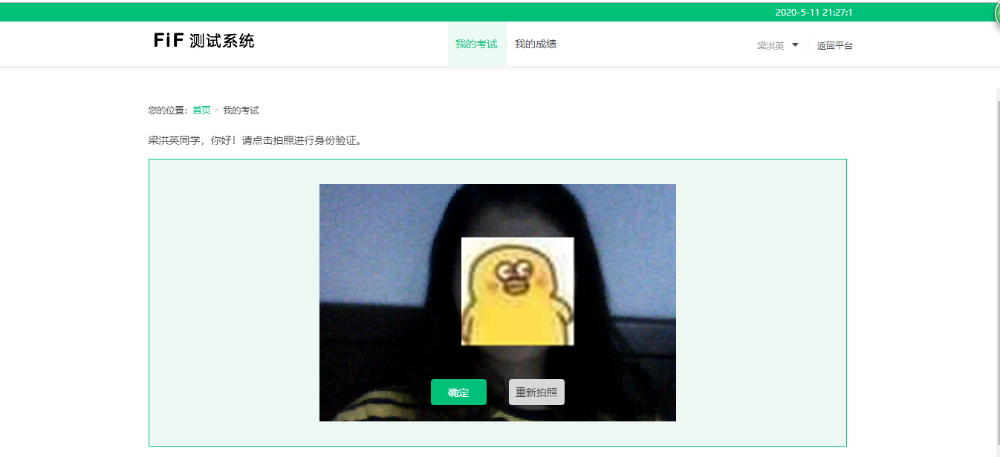 2020-5-11 21:27:1
FiF 测试系统
我的考试
我的成绩
梁洪英
返回平台
您的位置：首页 > 我的考试
梁洪英同学，你好！请点击拍照进行身份验证。
确定
重新拍照